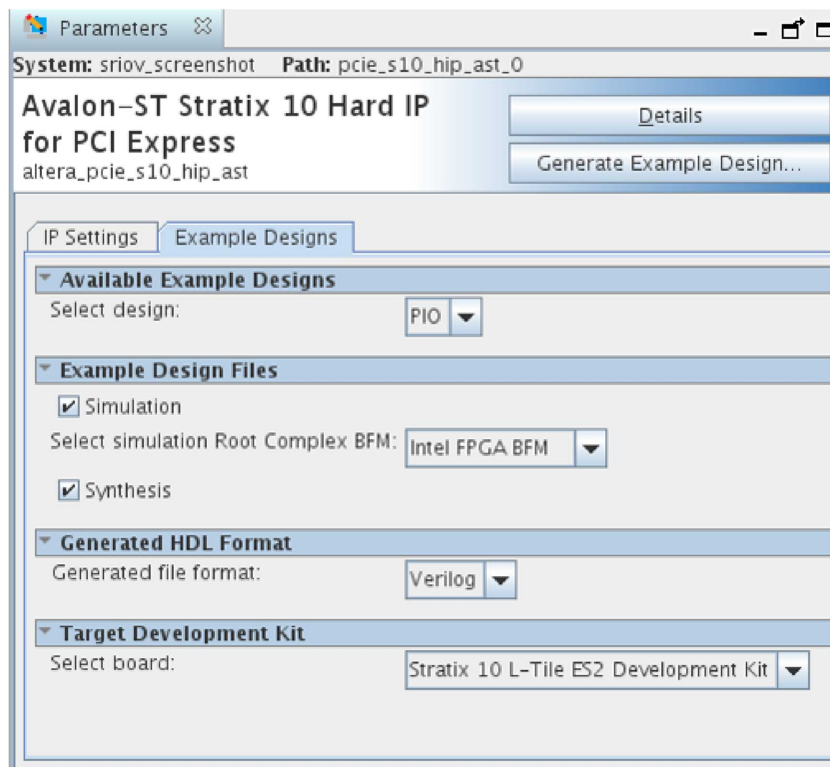 Parameters
System: sriov_screenshot Path: pcie_s10_hip_ast_0
Avalon-ST Stratix 10 Hard IP
for PCI Express
altera_pcie_s10_hip_ast
Details
Generate Example Design...
IP Settings Example Designs
Available Example Designs
Select design: PIO
Example Design Files
Simulation
Select simulation Root Complex BFM: Intel FPGA BFM
Synthesis
Generated HDL Format
Generated file format: Verilog
Target Development Kit
Select board: Stratix 10 L-Tile ES2 Development Kit